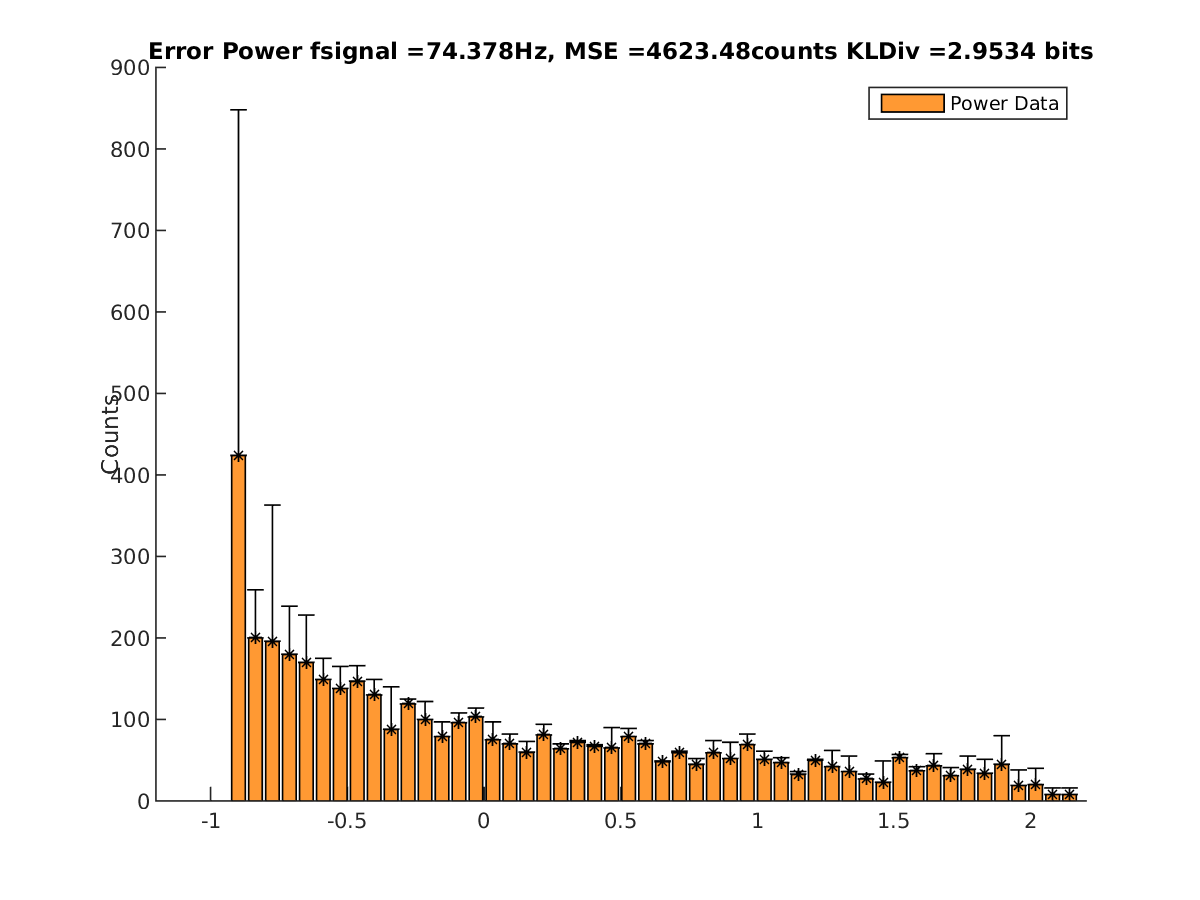 Error Power fsignal =74.378Hz, MSE =4623.48counts KLDiv =2.9534 bits
Power Data
900
800
700
600
500
400
300
200
100
0
Counts
-1 -0.5 0 0.5 1 1.5 2